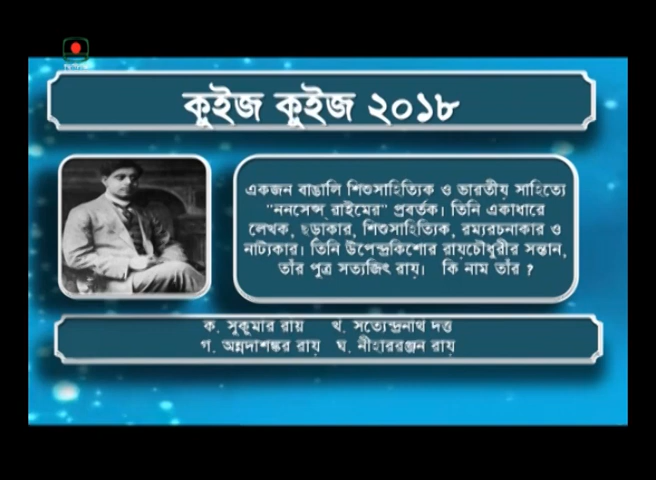 কুইজ কুইজ ২০১৮
একজন বাঙালি শিশুসাহিত্যিক ও ভারতীয় সাহিত্যে
"ননসেন্স রাইমের" প্রবর্তক। তিনি একাধারে
লেখক, ছড়াকার, শিশুসাহিত্যিক, রম্যরচনাকার ও
নাট্যকার। তিনি উপেন্দ্রকিশোর রায়চৌধুরীর সন্তান,
তাঁর পুত্র সত্যজিৎ রায়। কি নাম তাঁর ?
ক. সুকুমার রায় খ. সত্যেন্দ্রনাথ দত্ত
গ. অন্নদাশঙ্কর রায় ঘ. নীহাররঞ্জন রায়